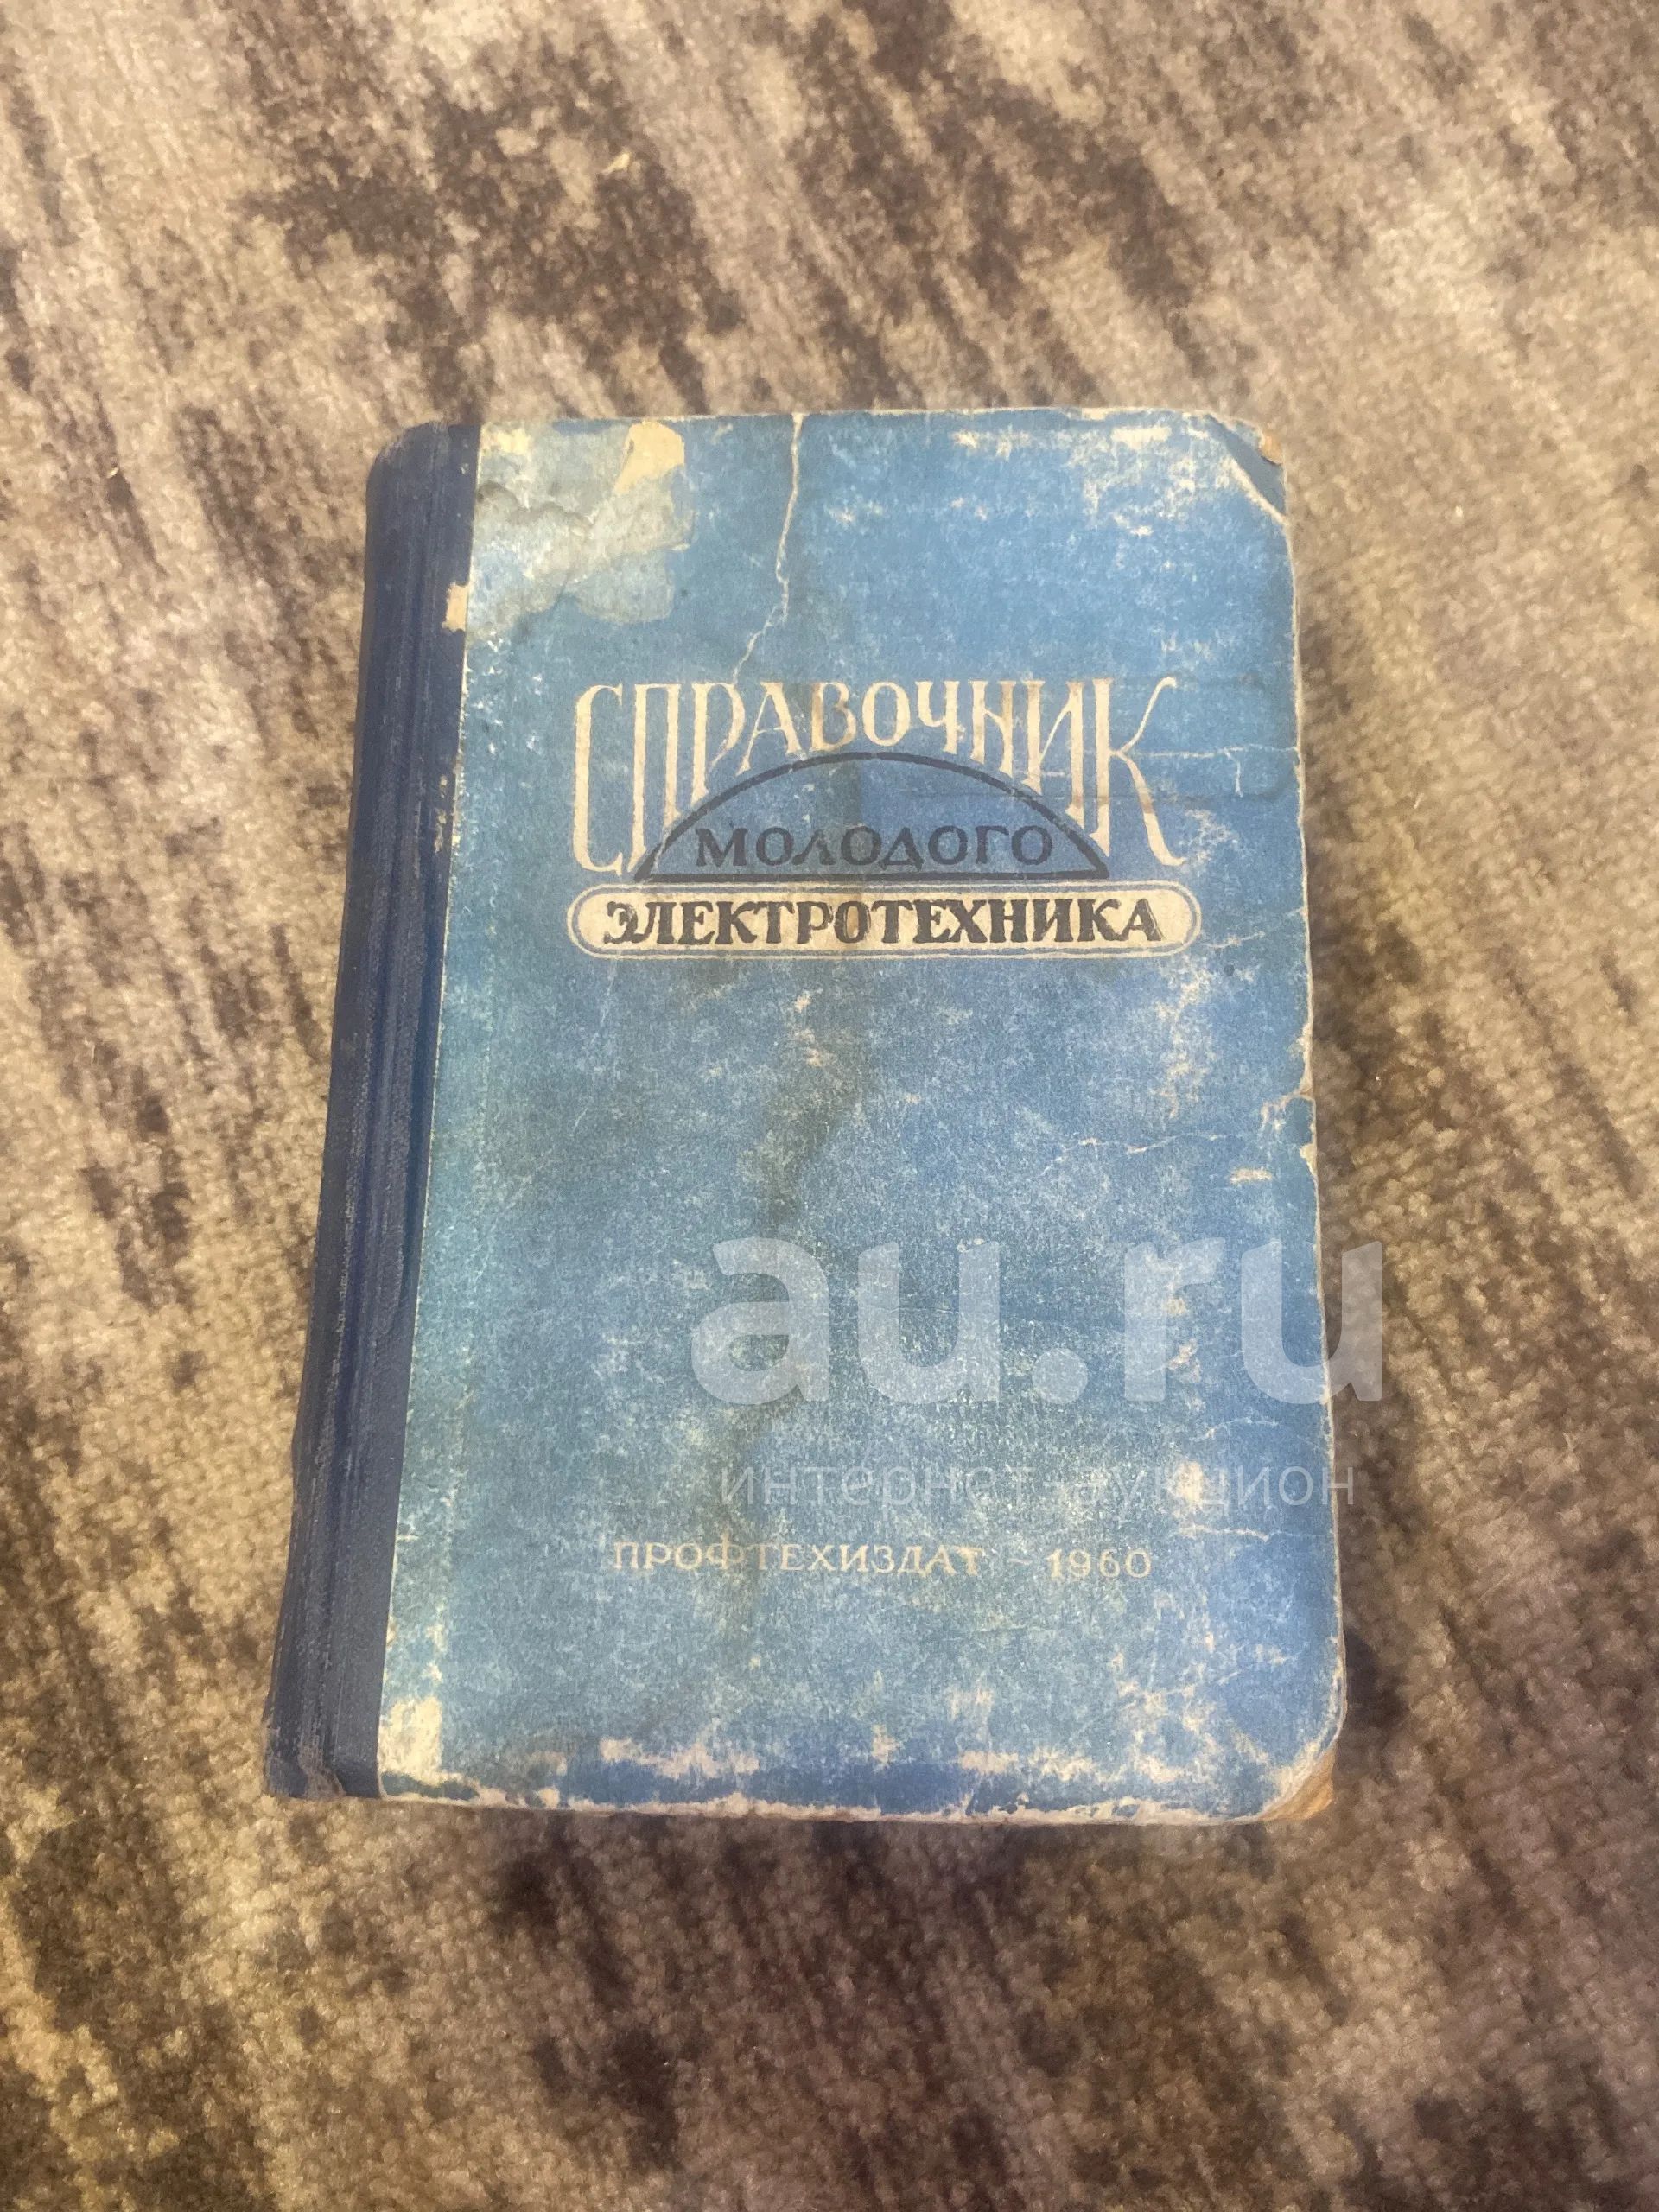 СПРАВОЧНИК
МОЛОДОГО
ЭЛЕКТРОТЕХНИКА
au.ru
интернет-аукцион
ПРОФТЕХИЗДАТ ~ 1960